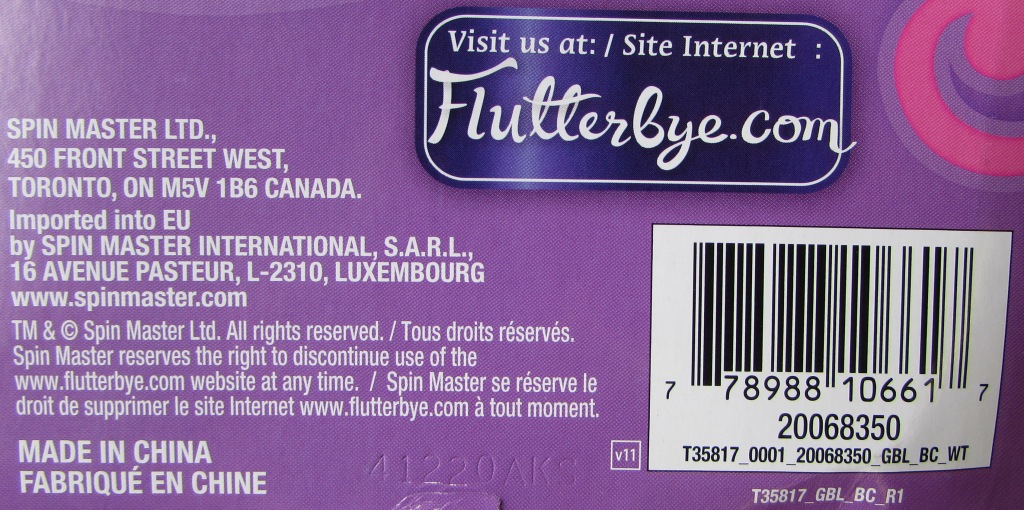 Visit us at: / Site Internet :
Flutterbye.com
SPIN MASTER LTD.,
450 FRONT STREET WEST,
TORONTO, ON M5V 1B6 CANADA.
Imported into EU
by SPIN MASTER INTERNATIONAL, S.A.R.L.,
16 AVENUE PASTEUR, L-2310, LUXEMBOURG
www.spinmaster.com
TM & © Spin Master Ltd. All rights reserved. / Tous droits réservés.
Spin Master reserves the right to discontinue use of the
www.flutterbye.com website at any time. / Spin Master se réserve le
droit de supprimer le site Internet www.flutterbye.com à tout moment.
MADE IN CHINA
FABRIQUÉ EN CHINE
41220AKS
v11
7 78988 10661 7
20068350
T35817_0001_20068350_GBL_BC_WT
T35817_GBL_BC_R1